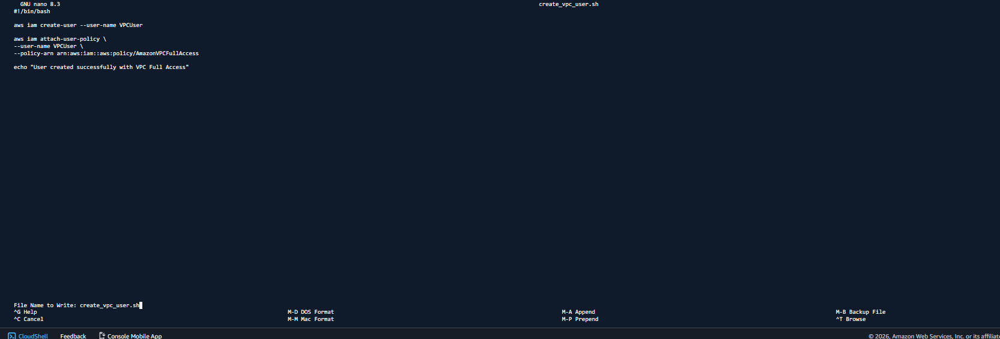 GNU nano 8.3 create_vpc_user.sh
#!/bin/bash
aws iam create-user --user-name VPCUser
aws iam attach-user-policy \
--user-name VPCUser \
--policy-arn arn:aws:iam::aws:policy/AmazonVPCFullAccess
echo "User created successfully with VPC Full Access"
File Name to Write: create_vpc_user.sh
^G Help M-D DOS Format M-A Append M-B Backup File
^C Cancel M-M Mac Format M-P Prepend ^T Browse
CloudShell Feedback Console Mobile App © 2026, Amazon Web Services, Inc. or its affiliate